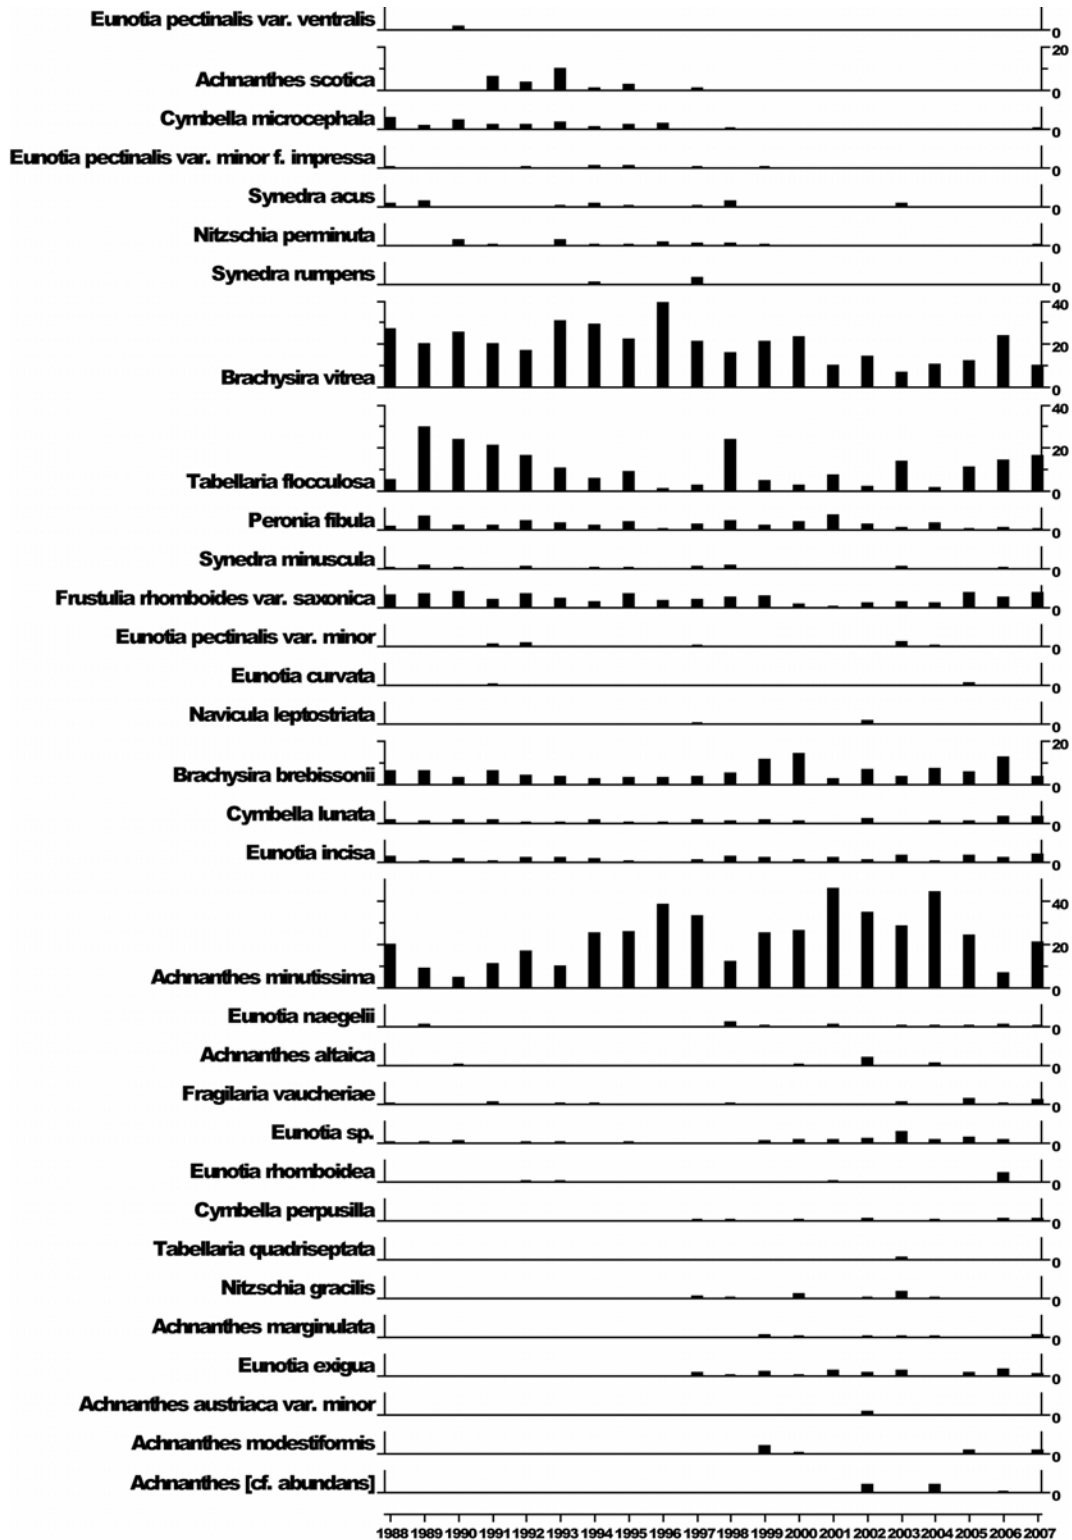 Eunotia pectinalis var. ventralis
0
20
Achnanthes scotica
0
Cymbella microcephala
0
Eunotia pectinalis var. minor f. impressa
0
Synedra acus
0
Nitzschia perminuta
0
Synedra rumpens
0
40
20
Brachysira vitrea
0
40
20
Tabellaria flocculosa
0
Peronia fibula
0
Synedra minuscula
0
Frustulia rhomboides var. saxonica
0
Eunotia pectinalis var. minor
0
Eunotia curvata
0
Navicula leptostriata
0
20
Brachysira brebissonii
0
Cymbella lunata
0
Eunotia incisa
0
40
20
Achnanthes minutissima
0
Eunotia naegelii
0
Achnanthes altaica
0
Fragilaria vaucheriae
0
Eunotia sp.
0
Eunotia rhomboidea
0
Cymbella perpusilla
0
Tabellaria quadriseptata
0
Nitzschia gracilis
0
Achnanthes marginulata
0
Eunotia exigua
0
Achnanthes austriaca var. minor
0
Achnanthes modestiformis
0
Achnanthes [cf. abundans]
0
1988 1989 1990 1991 1992 1993 1994 1995 1996 1997 1998 1999 2000 2001 2002 2003 2004 2005 2006 2007